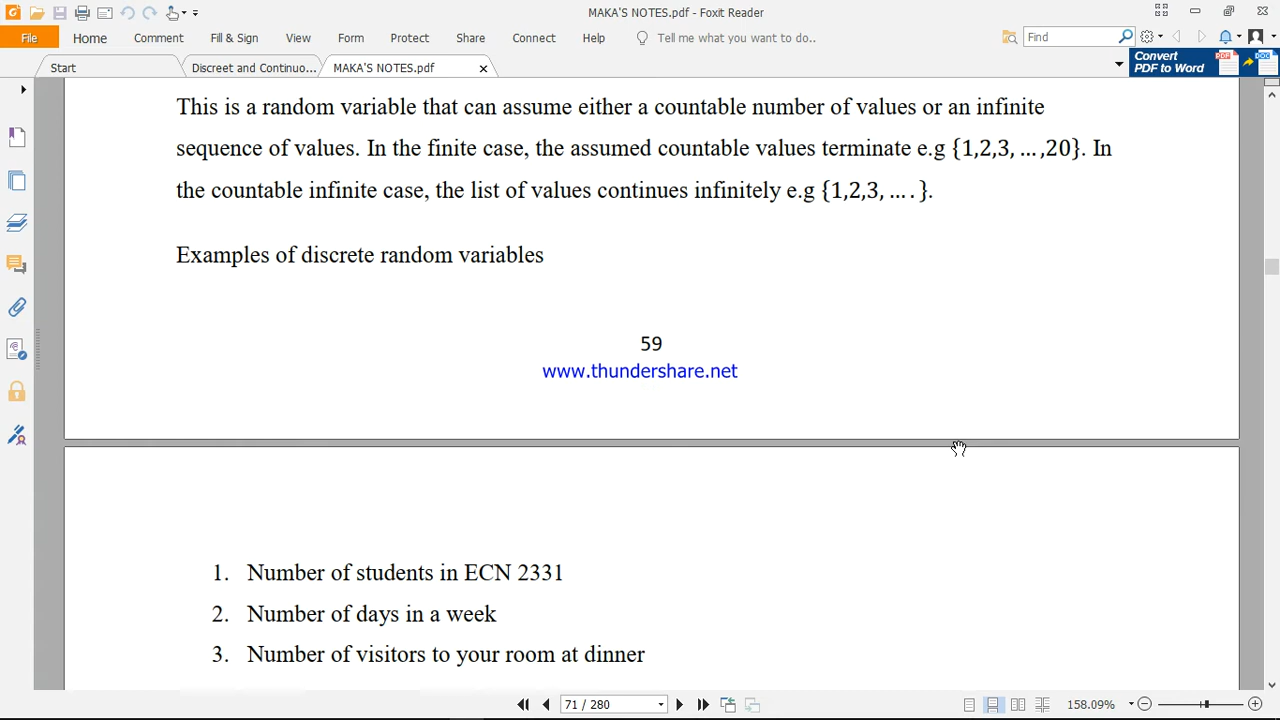 MAKA'S NOTES.pdf - Foxit Reader
File Home Comment Fill & Sign View Form Protect Share Connect Help Tell me what you want to do.. Find
Start Discreet and Continuo... MAKA'S NOTES.pdf
Convert
PDF to Word
This is a random variable that can assume either a countable number of values or an infinite
sequence of values. In the finite case, the assumed countable values terminate e.g {1,2,3, … ,20}. In
the countable infinite case, the list of values continues infinitely e.g {1,2,3, … . }.
Examples of discrete random variables
59
www.thundershare.net
1. Number of students in ECN 2331
2. Number of days in a week
3. Number of visitors to your room at dinner
71 / 280 158.09%